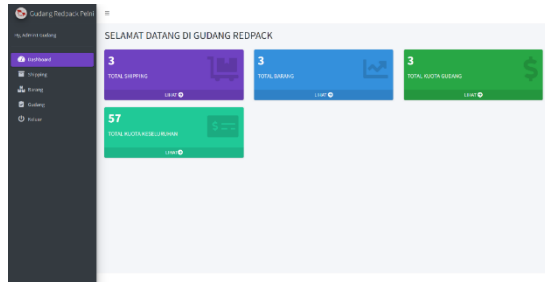 Gudang Redpack Pelni
Hy, Admin! Gudang
Dashboard
Shipping
Barang
Gudang
Keluar
SELAMAT DATANG DI GUDANG REDPACK
3
TOTAL SHIPPING
LIHAT
3
TOTAL BARANG
LIHAT
3
TOTAL KUOTA GUDANG
LIHAT
57
TOTAL KUOTA KESELURUHAN
LIHAT